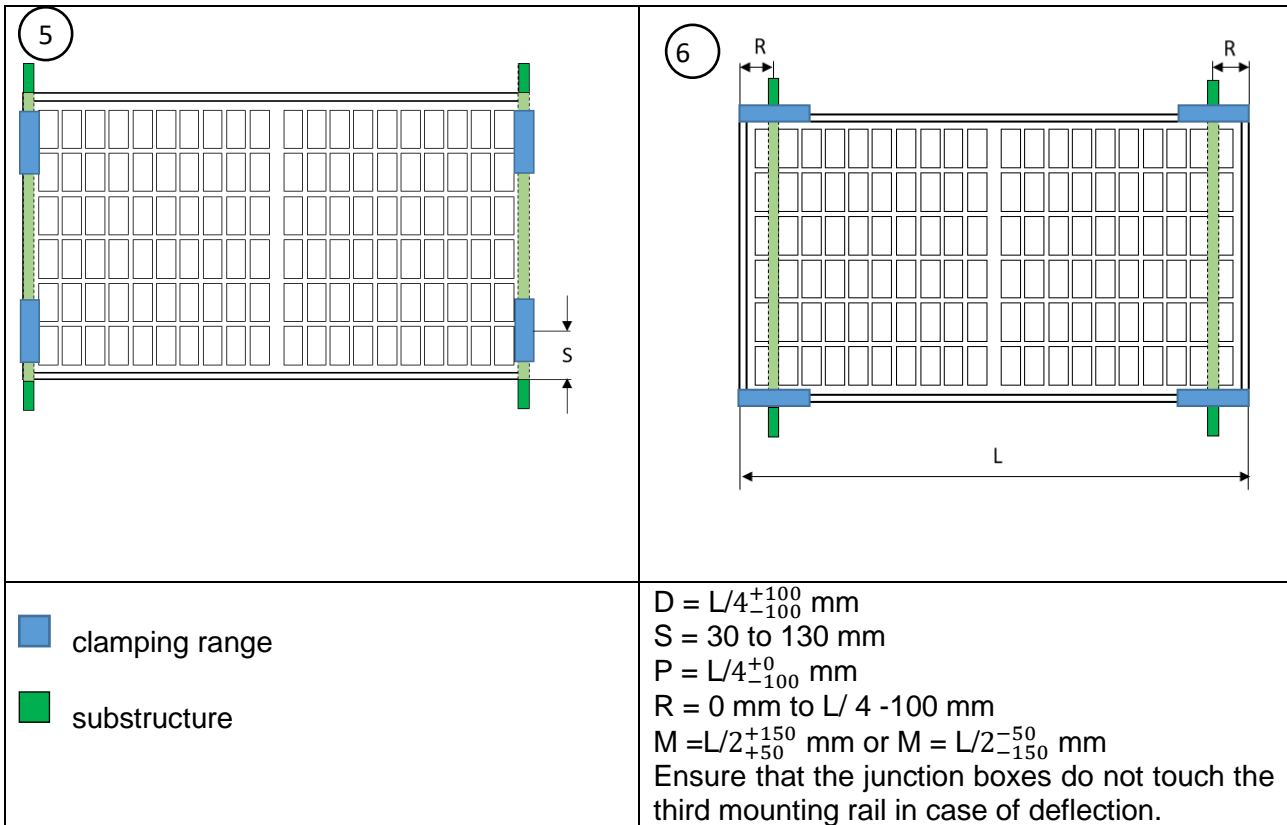 5
S
6
R R
L
clamping range
substructure
D = L/4⁺¹⁰⁰₋₁₀₀ mm
S = 30 to 130 mm
P = L/4⁺⁰₋₁₀₀ mm
R = 0 mm to L/ 4 -100 mm
M =L/2⁺¹⁵⁰₊₅₀ mm or M = L/2⁻⁵⁰₋₁₅₀ mm
Ensure that the junction boxes do not touch the
third mounting rail in case of deflection.